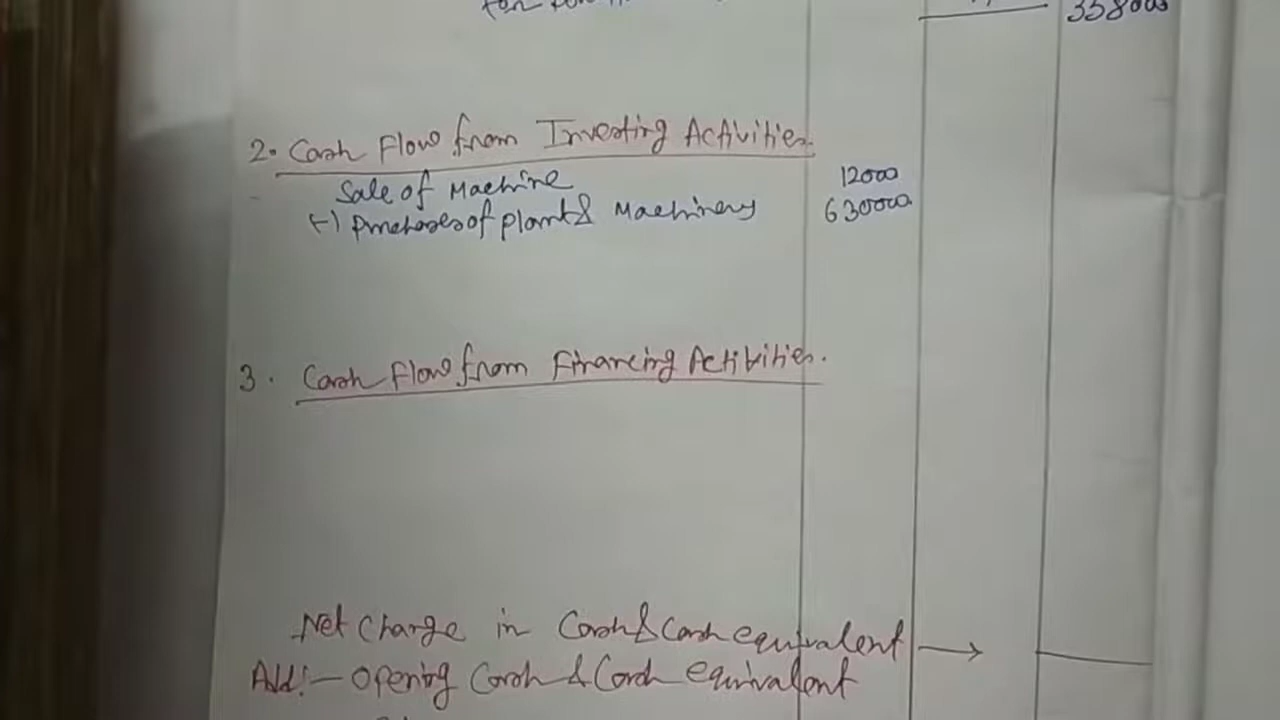 358000
2. Cash Flow from Investing Activities.
Sale of Machine 12000
(-) Purchases of plant & Machinery 630000
3. Cash Flow from Financing Activities.
Net Change in Cash & Cash equivalent →
Add:- Opening Cash & Cash equivalent